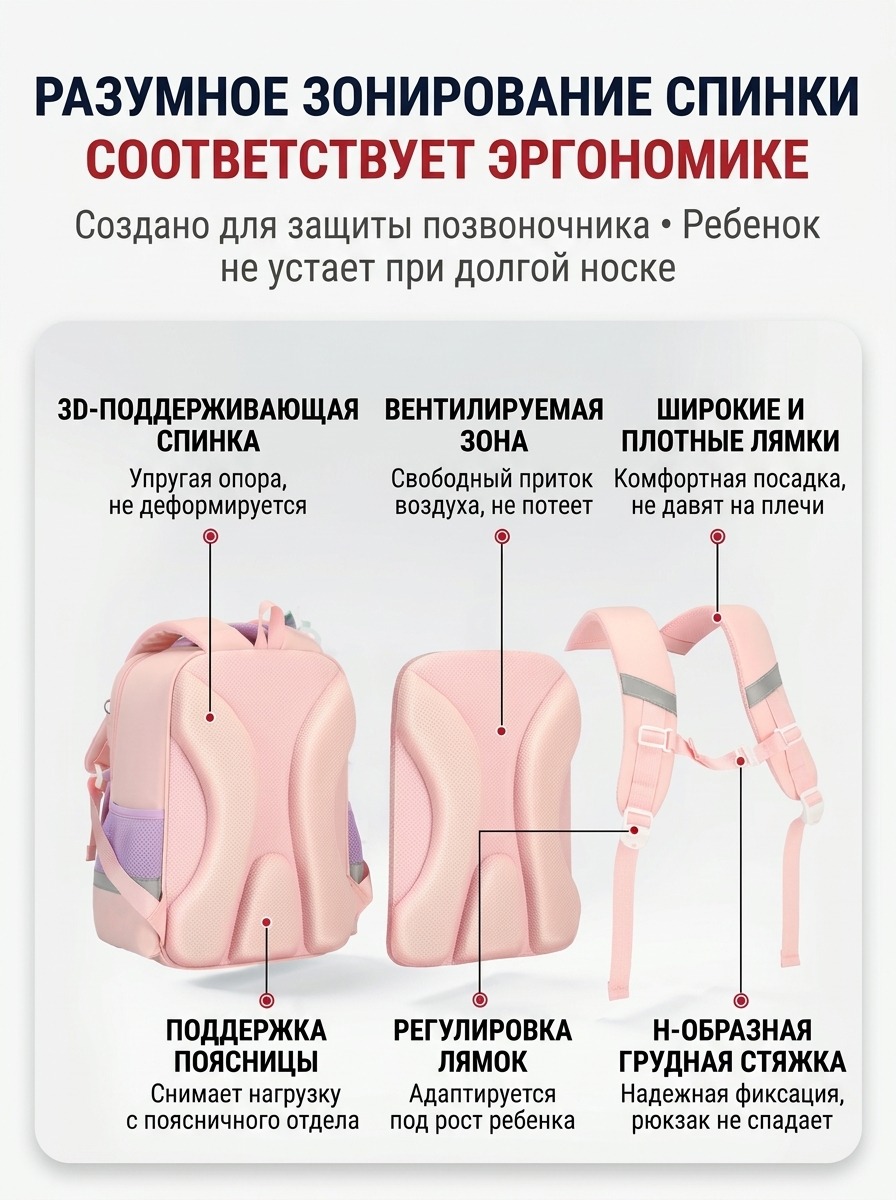 РАЗУМНОЕ ЗОНИРОВАНИЕ СПИНКИ
СООТВЕТСТВУЕТ ЭРГОНОМИКЕ
Создано для защиты позвоночника • Ребенок
не устает при долгой носке
3D-ПОДДЕРЖИВАЮЩАЯ
СПИНКА
Упругая опора,
не деформируется
ВЕНТИЛИРУЕМАЯ
ЗОНА
Свободный приток
воздуха, не потеет
ШИРОКИЕ И
ПЛОТНЫЕ ЛЯМКИ
Комфортная посадка,
не давят на плечи
ПОДДЕРЖКА
ПОЯСНИЦЫ
Снимает нагрузку
с поясничного отдела
РЕГУЛИРОВКА
ЛЯМОК
Адаптируется
под рост ребенка
Н-ОБРАЗНАЯ
ГРУДНАЯ СТЯЖКА
Надежная фиксация,
рюкзак не спадает